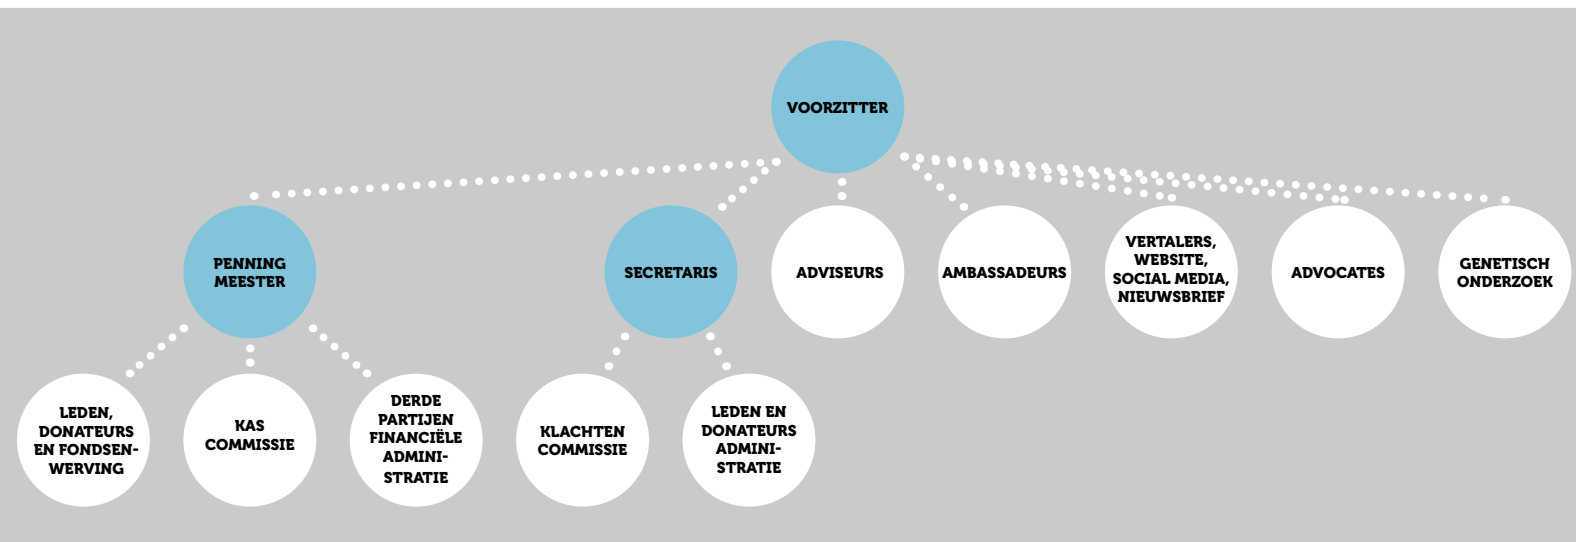 VOORZITTER
PENNING
MEESTER
SECRETARIS
ADVISEURS
AMBASSADEURS
VERTALERS,
WEBSITE,
SOCIAL MEDIA,
NIEUWSBRIEF
ADVOCATES
GENETISCH
ONDERZOEK
LEDEN,
DONATEURS
EN FONDSEN-
WERVING
KAS
COMMISSIE
DERDE
PARTIJEN
FINANCIËLE
ADMINI-
STRATIE
KLACHTEN
COMMISSIE
LEDEN EN
DONATEURS
ADMINI-
STRATIE